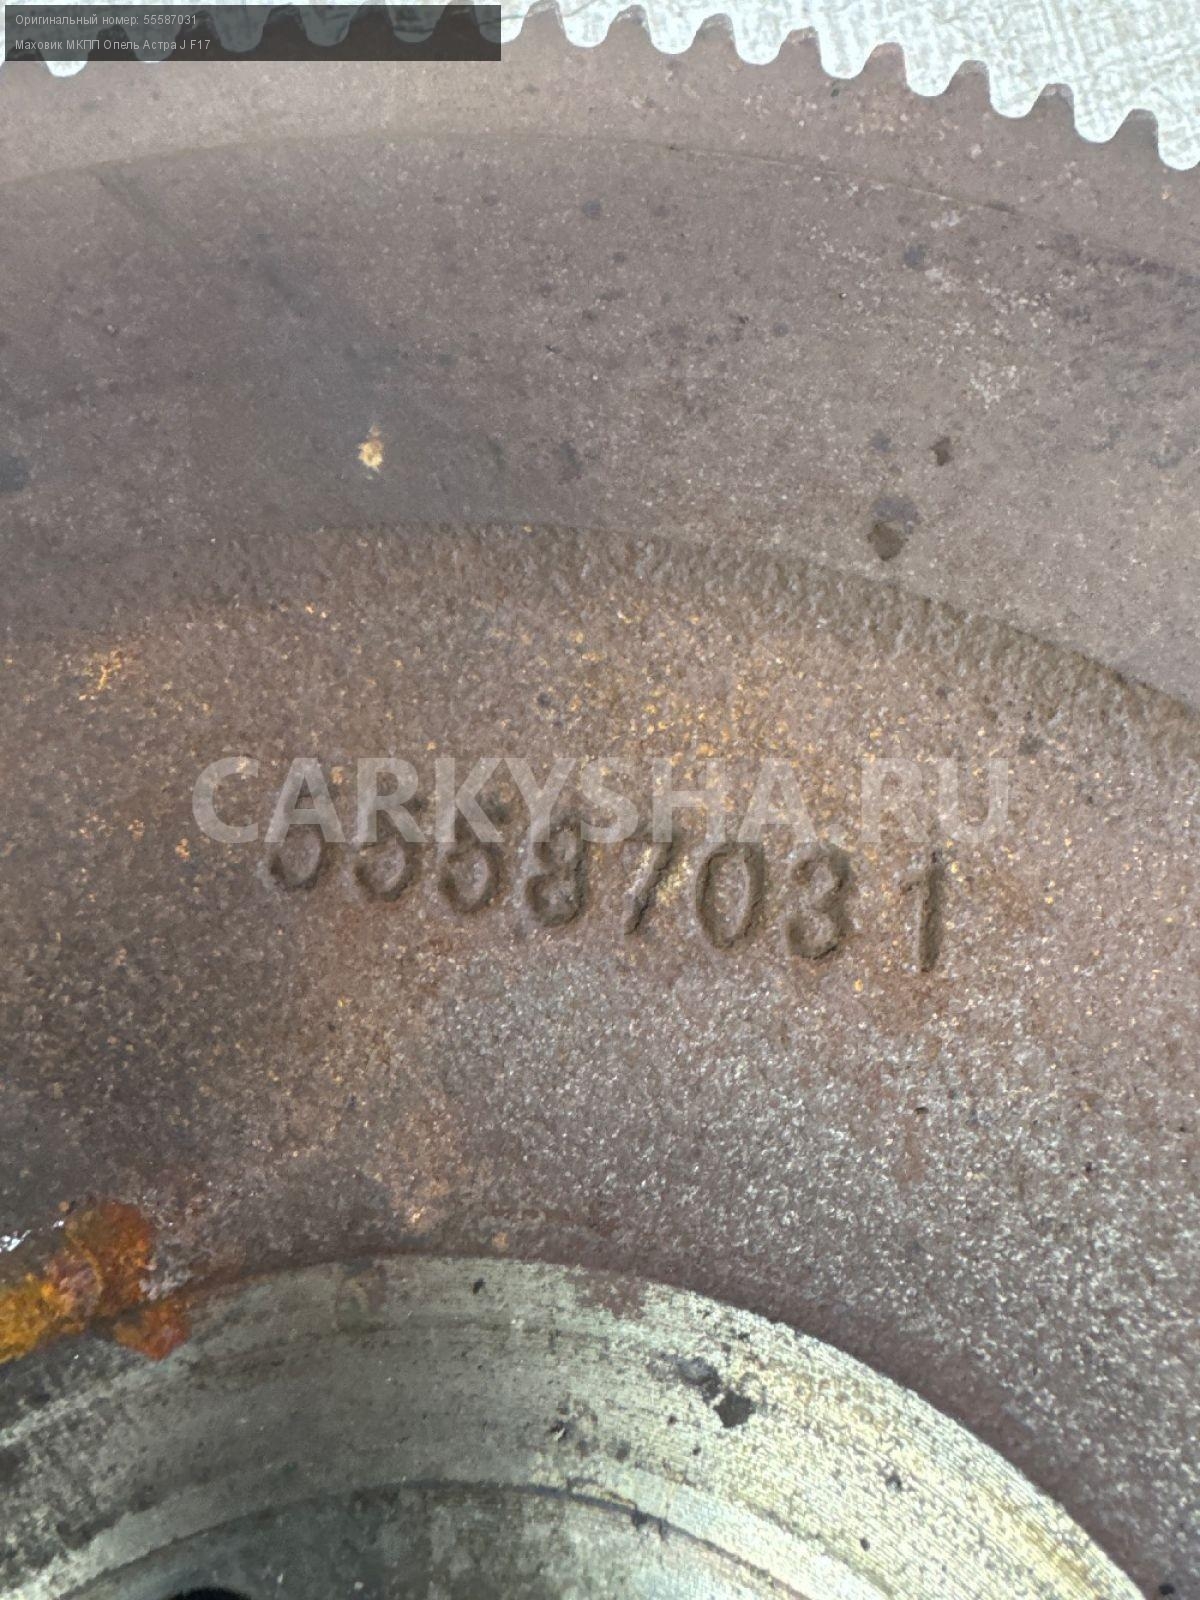 Оригинальный номер: 55587031
Маховик МКПП Опель Астра J F17
CARKYSHA.RU
55587031